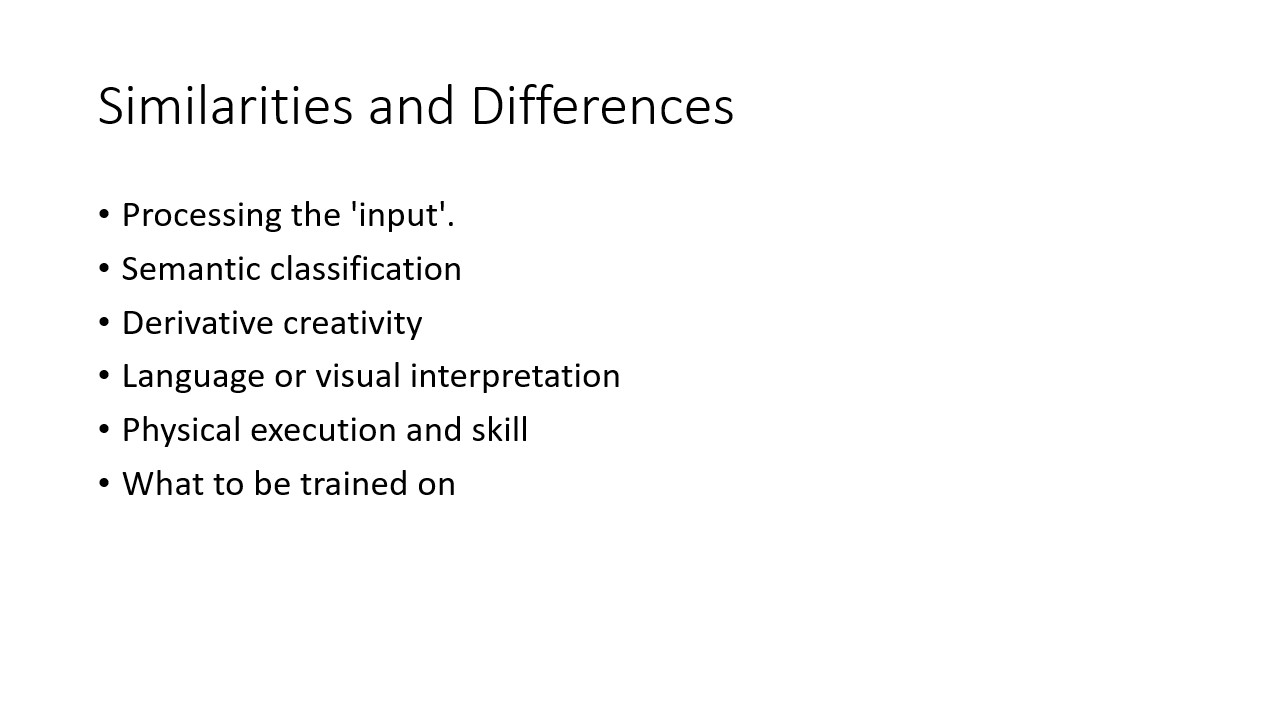 Similarities and Differences
• Processing the 'input'.
• Semantic classification
• Derivative creativity
• Language or visual interpretation
• Physical execution and skill
• What to be trained on